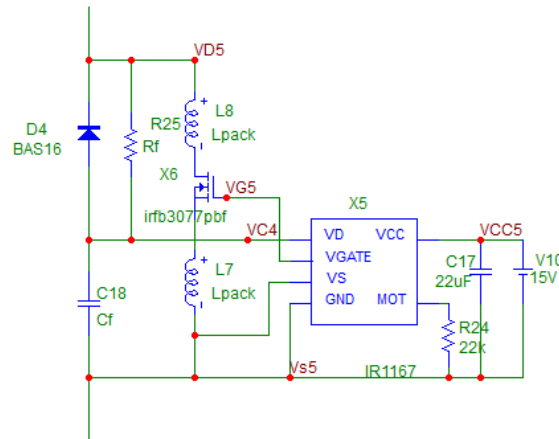 VD5
L8
Lpack
D4
BAS16
R25
Rf
X6
irfb3077pbf
VG5
X5
VD
VCC
VGATE
VS
GND
MOT
IR1167
VC4
VCC5
C17
22uF
V10
15V
L7
Lpack
C18
Cf
R24
22k
Vs5